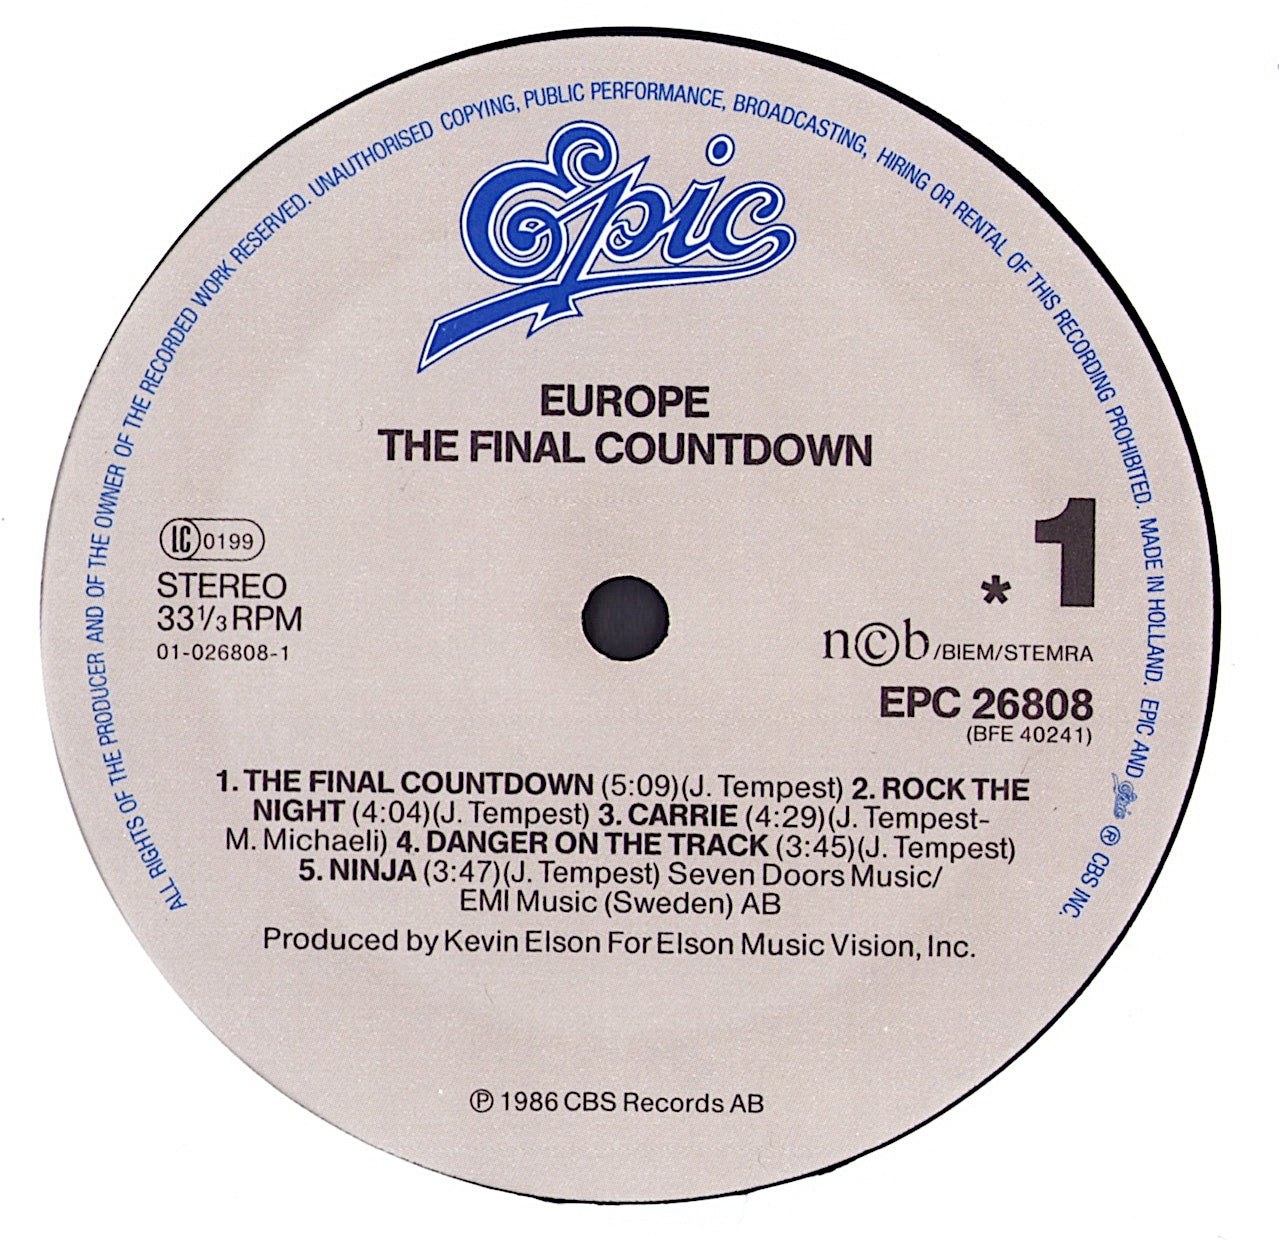 ALL RIGHTS OF THE PRODUCER AND OF THE OWNER OF THE RECORDED WORK RESERVED. UNAUTHORISED COPYING, PUBLIC PERFORMANCE, BROADCASTING, HIRING OR RENTAL OF THIS RECORDING PROHIBITED. MADE IN HOLLAND. EPIC AND Epic ® CBS INC.
Epic
EUROPE
THE FINAL COUNTDOWN
LC 0199
STEREO
33 1/3 RPM
01-026808-1
1
*
n©b/BIEM/STEMRA
EPC 26808
(BFE 40241)
1. THE FINAL COUNTDOWN (5:09)(J. Tempest) 2. ROCK THE
NIGHT (4:04)(J. Tempest) 3. CARRIE (4:29)(J. Tempest-
M. Michaeli) 4. DANGER ON THE TRACK (3:45)(J. Tempest)
5. NINJA (3:47)(J. Tempest) Seven Doors Music/
EMI Music (Sweden) AB
Produced by Kevin Elson For Elson Music Vision, Inc.
℗ 1986 CBS Records AB